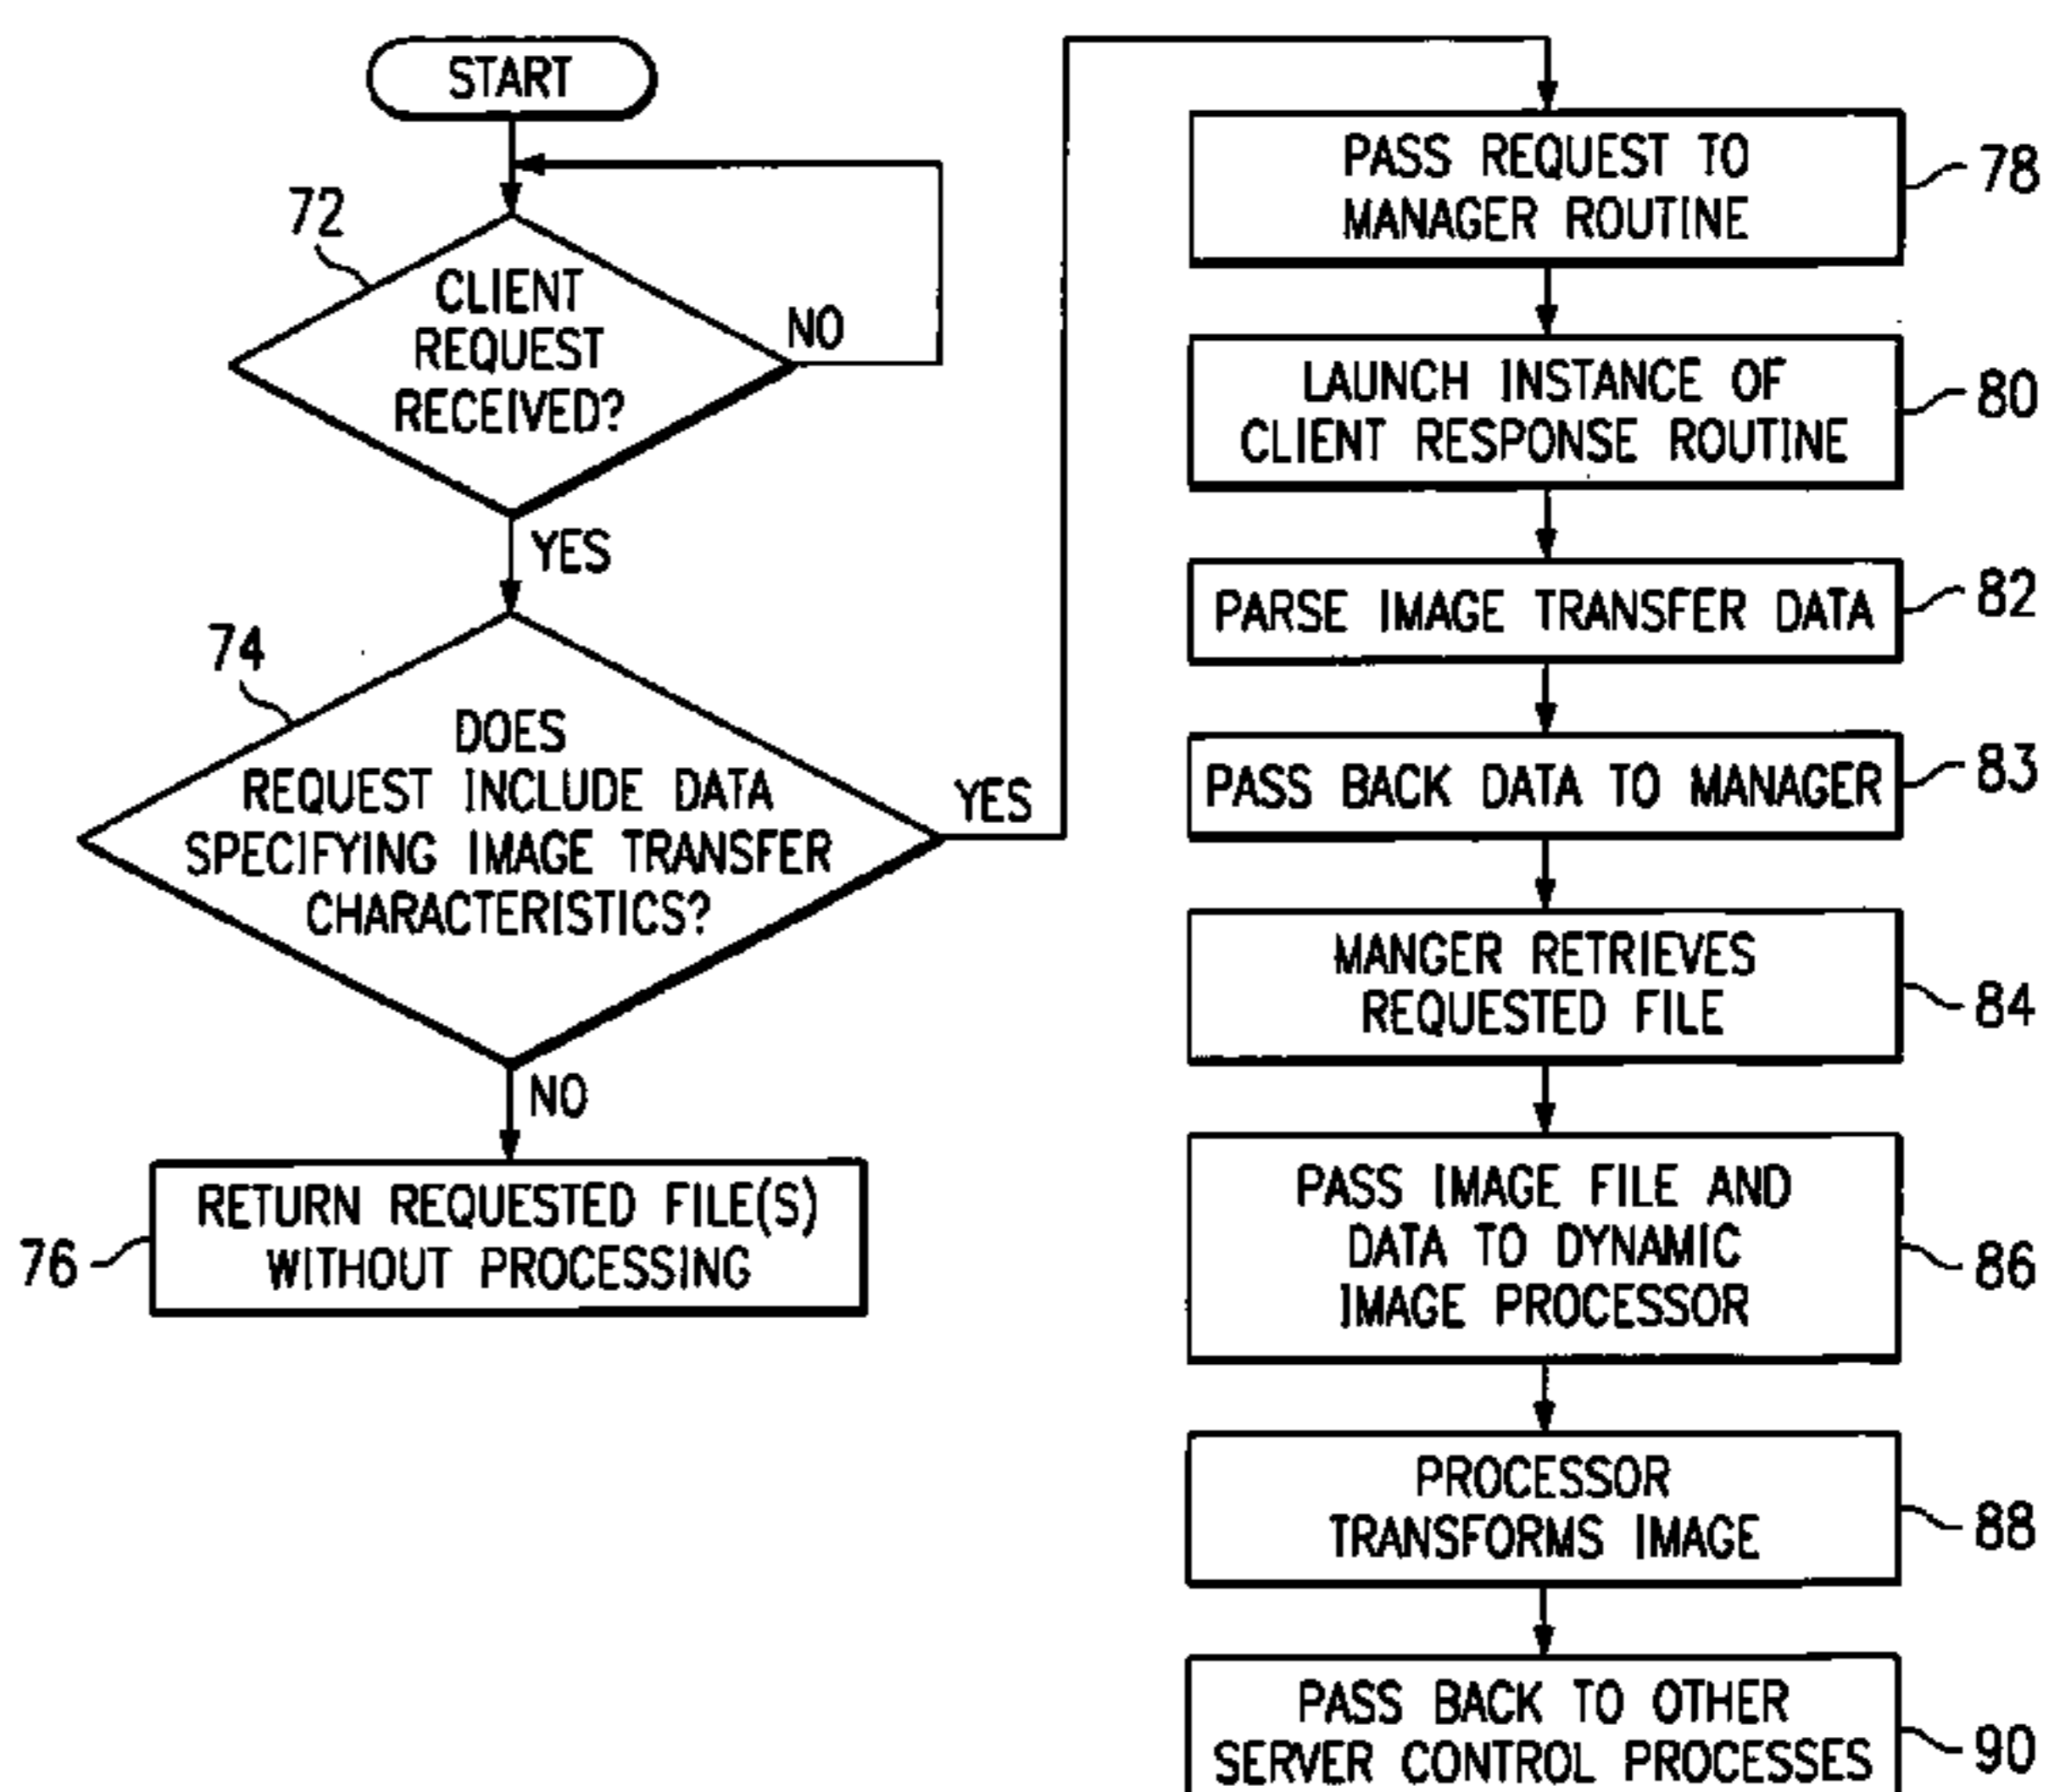 START
72
CLIENT
REQUEST
RECEIVED?
NO
YES
74
DOES
REQUEST INCLUDE DATA
SPECIFYING IMAGE TRANSFER
CHARACTERISTICS?
YES
NO
RETURN REQUESTED FILE(S)
WITHOUT PROCESSING
76
PASS REQUEST TO
MANAGER ROUTINE
78
LAUNCH INSTANCE OF
CLIENT RESPONSE ROUTINE
80
PARSE IMAGE TRANSFER DATA
82
PASS BACK DATA TO MANAGER
83
MANGER RETRIEVES
REQUESTED FILE
84
PASS IMAGE FILE AND
DATA TO DYNAMIC
IMAGE PROCESSOR
86
PROCESSOR
TRANSFORMS IMAGE
88
PASS BACK TO OTHER
SERVER CONTROL PROCESSES
90